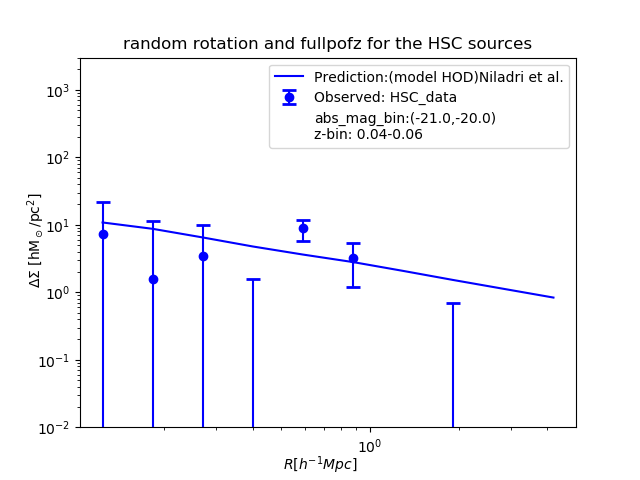 random rotation and fullpofz for the HSC sources
Prediction:(model HOD)Niladri et al.
Observed: HSC_data
abs_mag_bin:(-21.0,-20.0)
z-bin: 0.04-0.06
10³
10²
10¹
10⁰
10⁻¹
10⁻²
ΔΣ [hM⊙/pc²]
10⁰
R[h⁻¹Mpc]